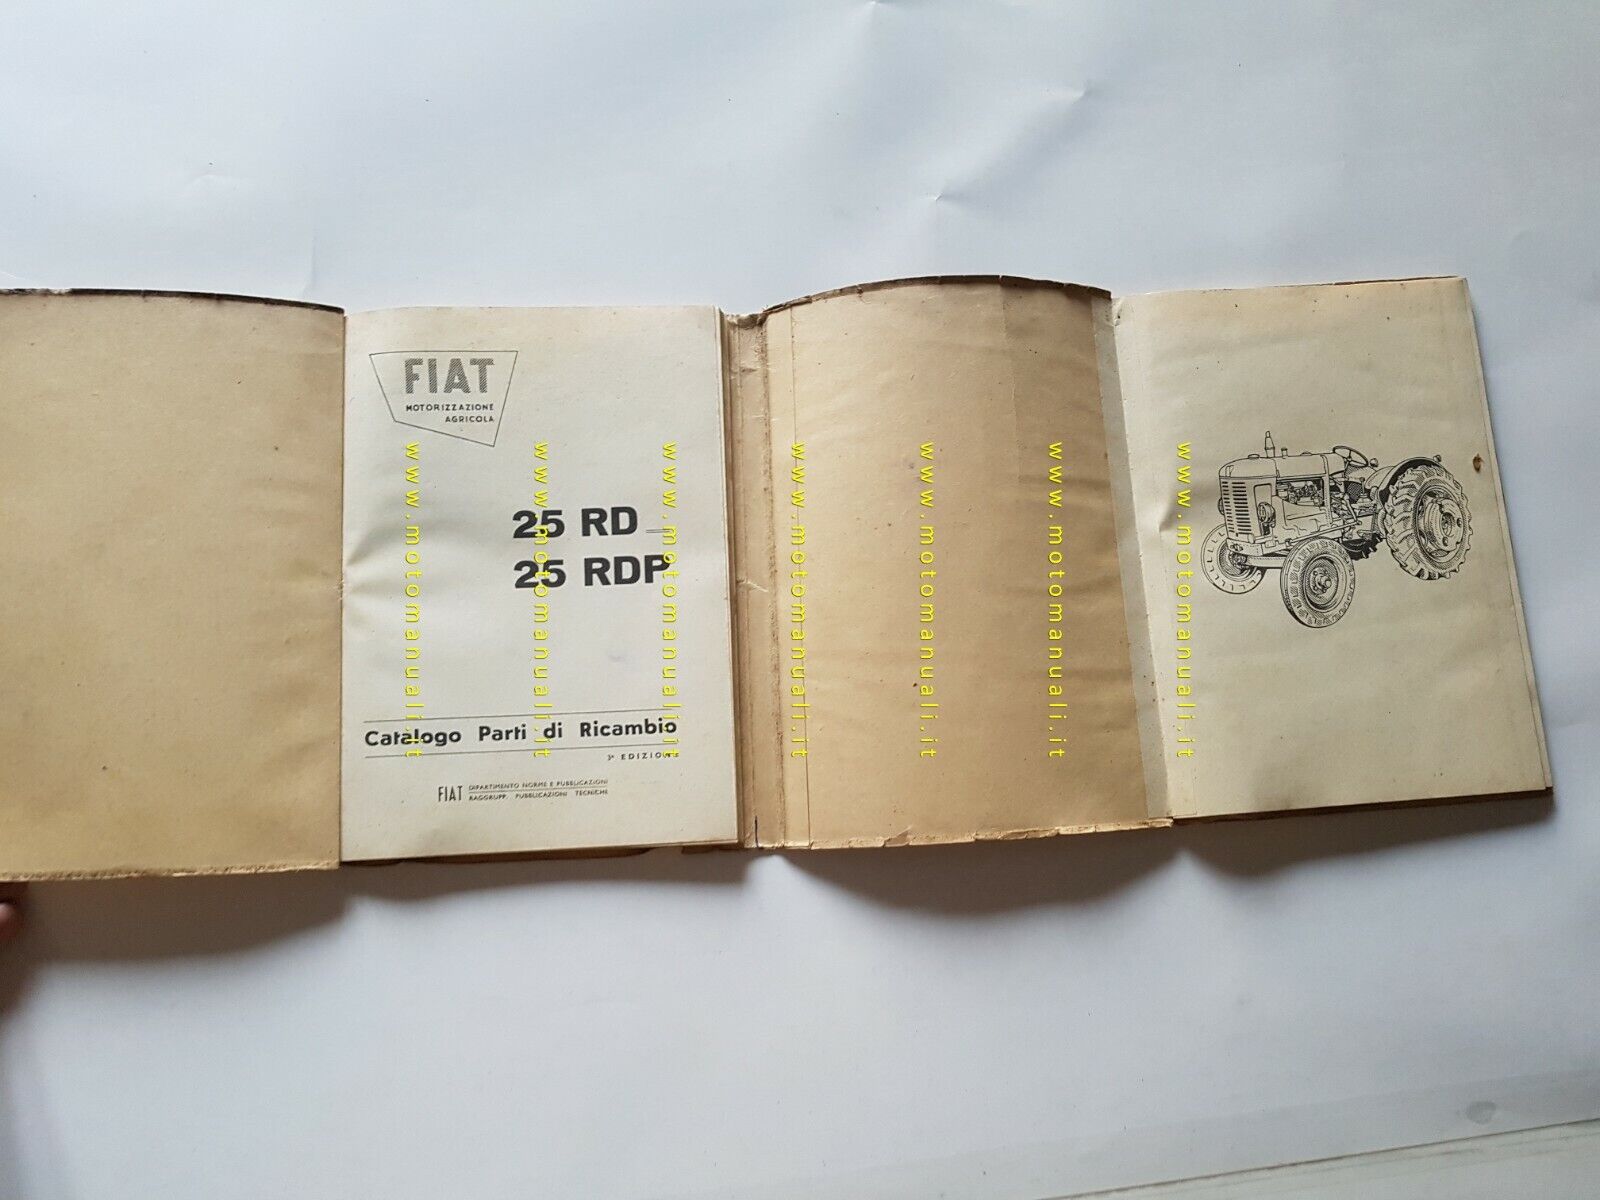 FIAT
MOTORIZZAZIONE
AGRICOLA
25 RD
25 RDP
Catalogo Parti di Ricambio
3ª EDIZIONE
FIAT DIPARTIMENTO NORME E PUBBLICAZIONI
RAGGRUPP. PUBBLICAZIONI TECNICHE
www.motomanuali.it
www.motomanuali.it
www.motomanuali.it
www.motomanuali.it
www.motomanuali.it
www.motomanuali.it
www.motomanuali.it